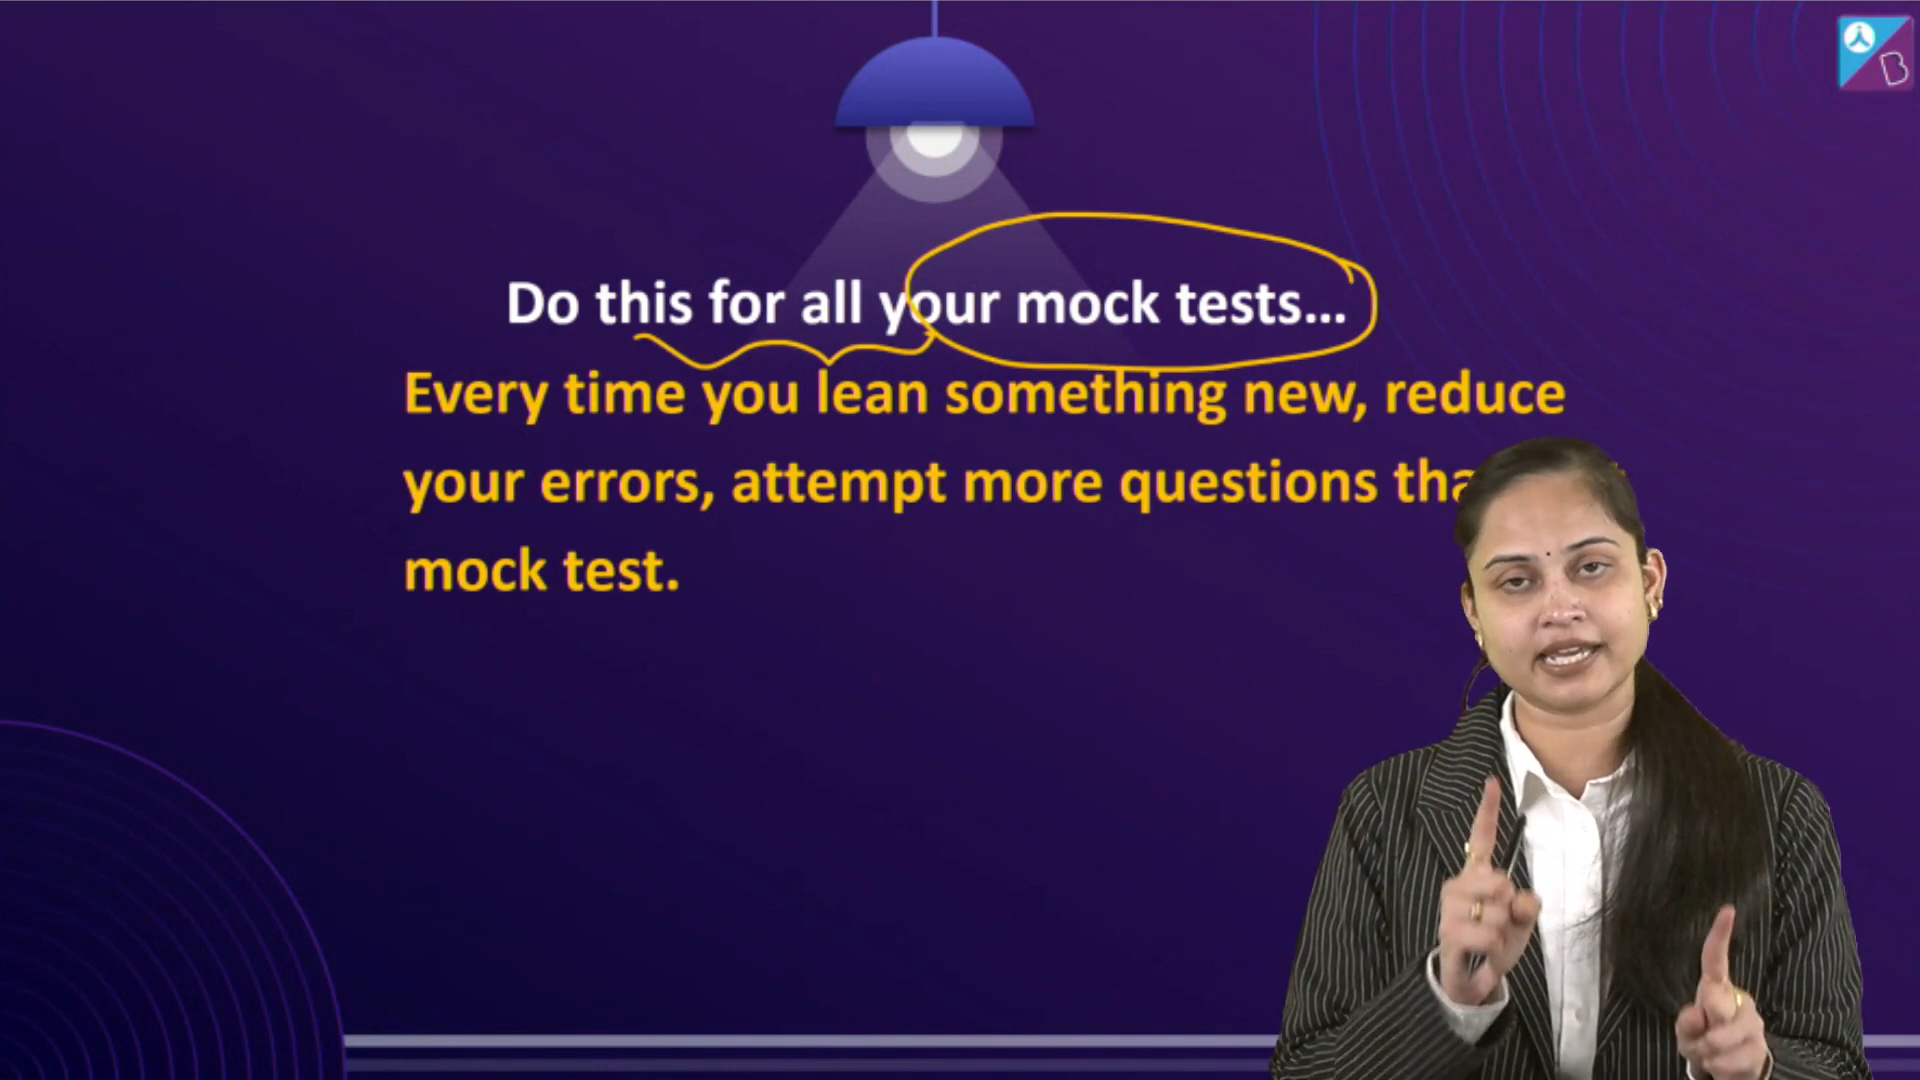 Do this for all your mock tests...
Every time you lean something new, reduce
your errors, attempt more questions
mock test.
B